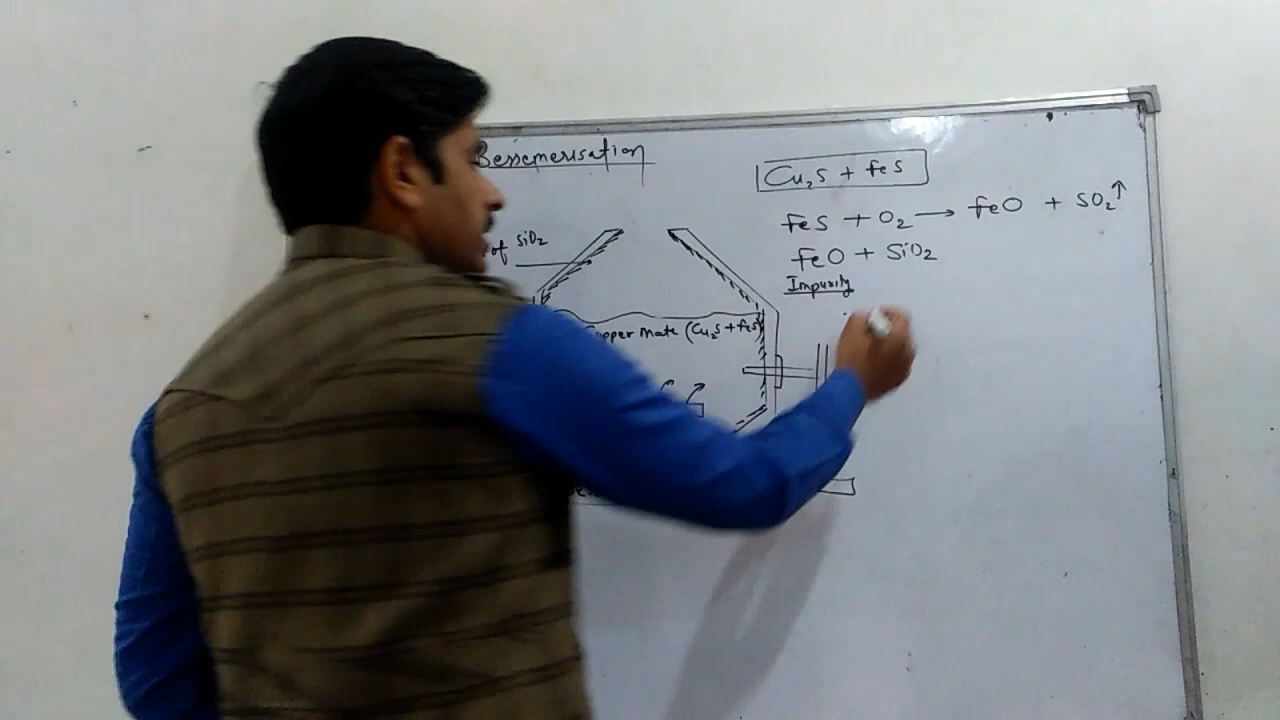 Bessemerisation
Cu₂S + FeS
FeS + O₂ → FeO + SO₂↑
of SiO₂
FeO + SiO₂
Impurity
Copper Mate (Cu₂S + FeS)